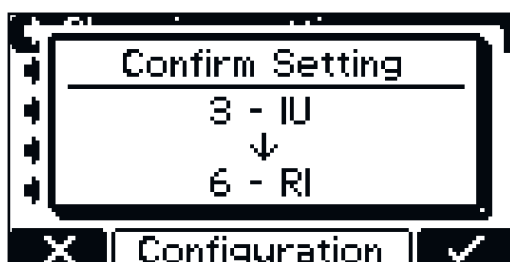 Confirm Setting
3 - IU
↓
6 - RI
Configuration